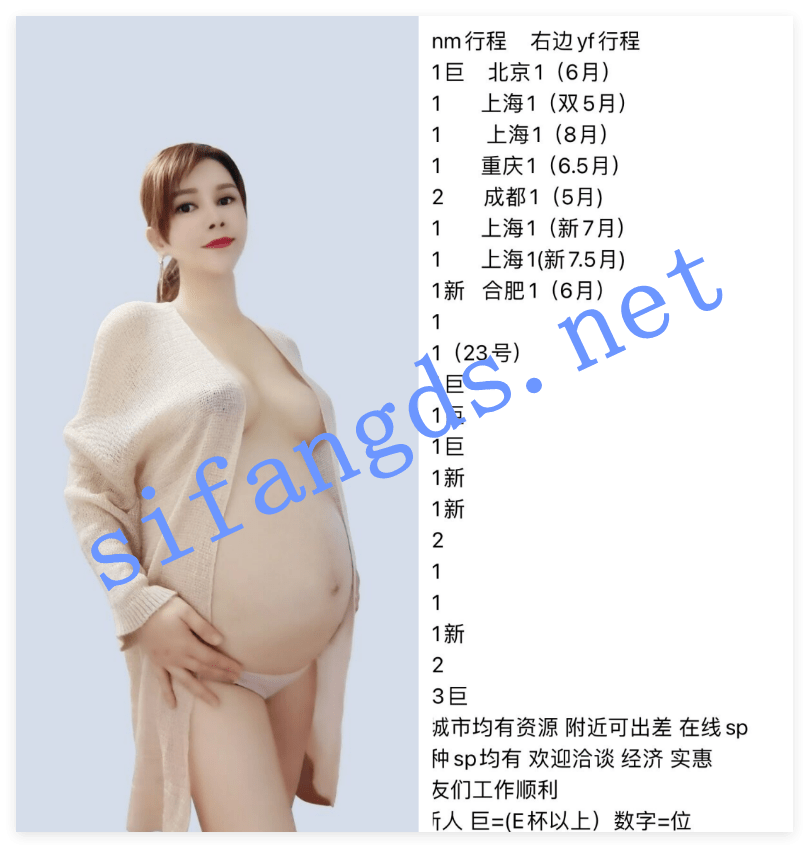 nm行程 右边yf行程
1巨 北京1（6月）
1 上海1（双5月）
1 上海1（8月）
1 重庆1（6.5月）
2 成都1（5月)
1 上海1（新7月）
1 上海1(新7.5月)
1新 合肥1（6月）
1
1（23号）
巨
1巨
1巨
1新
1新
2
1
1
1新
2
3巨
城市均有资源 附近可出差 在线sp
种sp均有 欢迎洽谈 经济 实惠
友们工作顺利
人 巨=(E杯以上）数字=位
sifangds.net